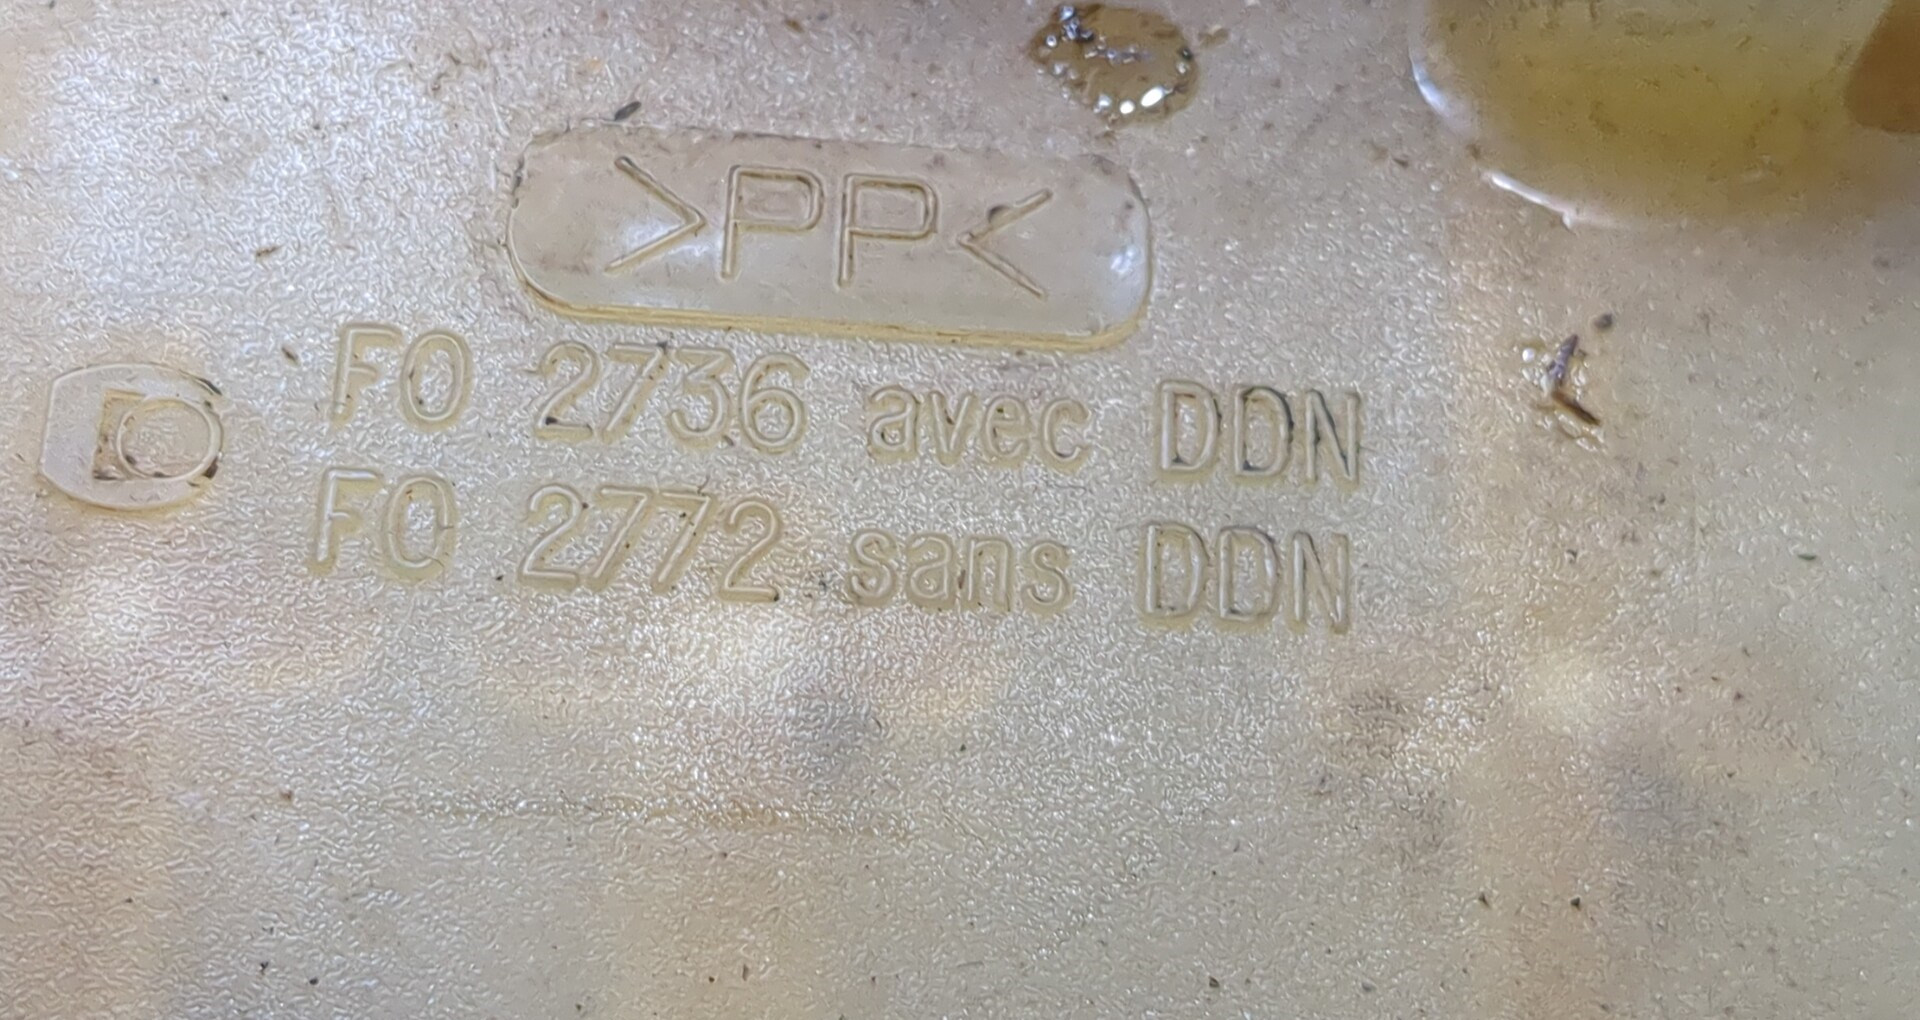 >PP<
FO 2736 avec DDN
FO 2772 sans DDN